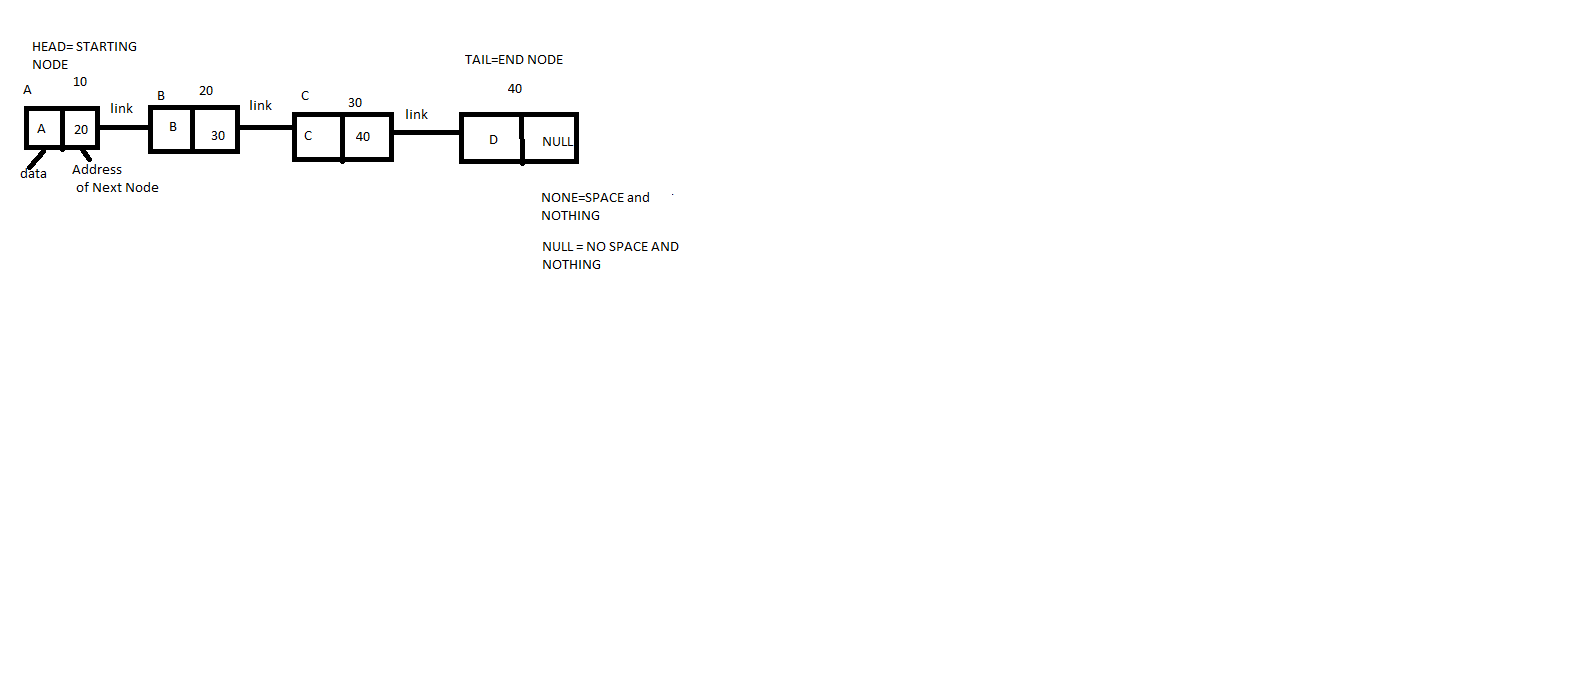 HEAD= STARTING
NODE
TAIL=END NODE
A
10
B
20
C
30
40
link
link
link
A
20
B
30
C
40
D
NULL
data
Address
of Next Node
NONE=SPACE and
NOTHING
NULL = NO SPACE AND
NOTHING